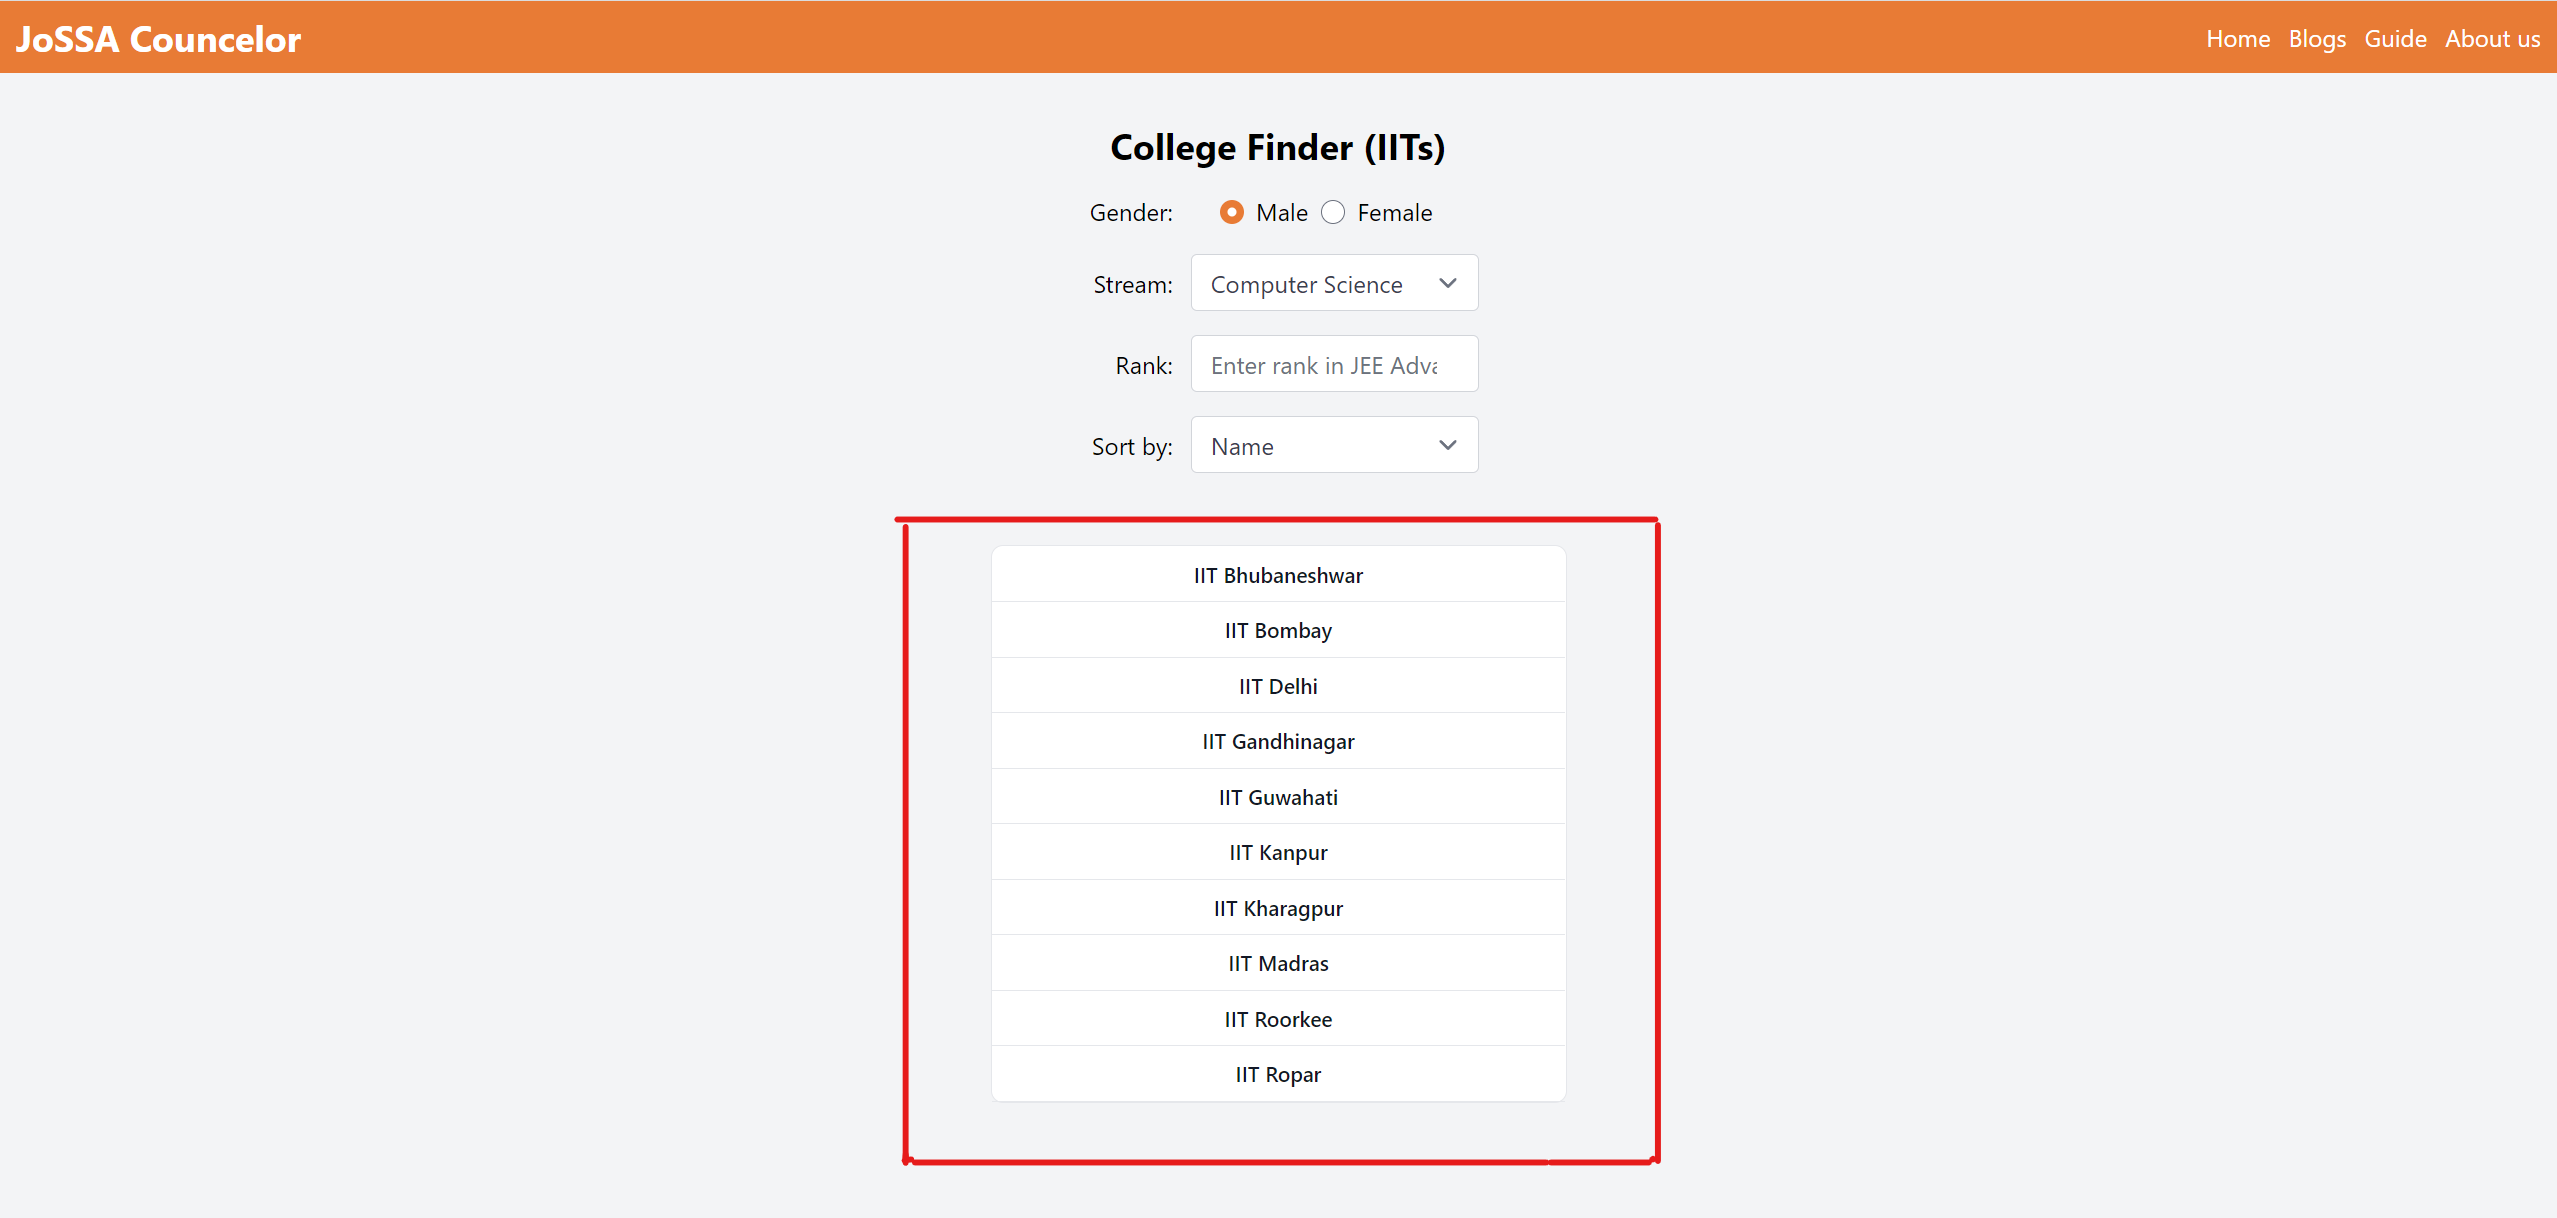 JoSSA Councelor
Home Blogs Guide About us
College Finder (IITs)
Gender: Male Female
Stream: Computer Science
Rank: Enter rank in JEE Adva
Sort by: Name
IIT Bhubaneshwar
IIT Bombay
IIT Delhi
IIT Gandhinagar
IIT Guwahati
IIT Kanpur
IIT Kharagpur
IIT Madras
IIT Roorkee
IIT Ropar